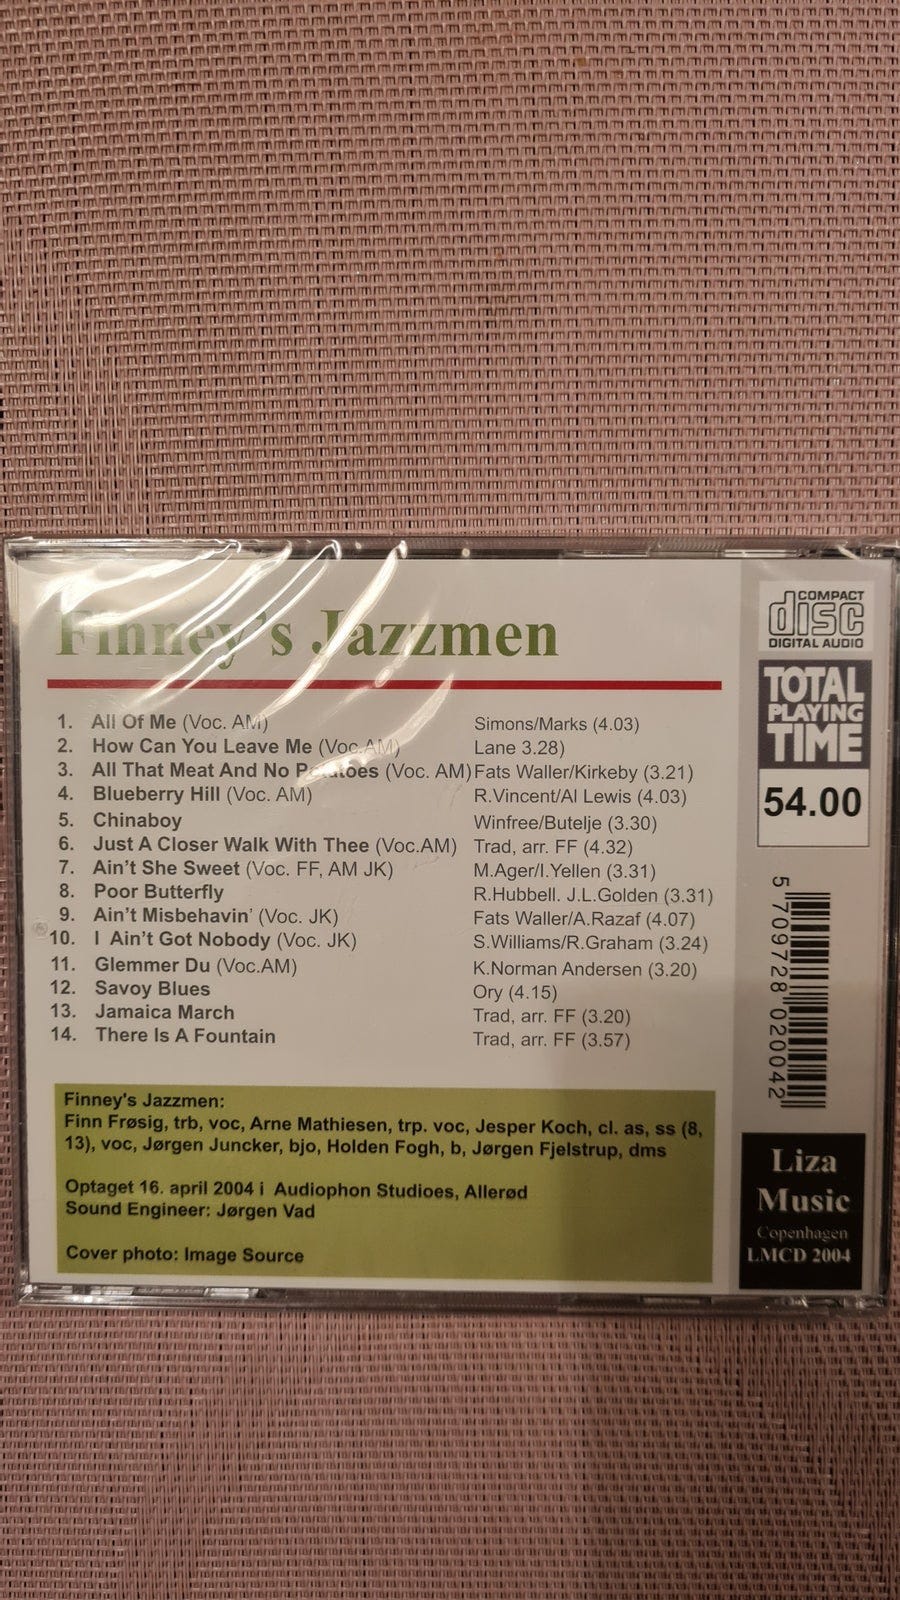 Finney's Jazzmen
1. All Of Me (Voc. AM) Simons/Marks (4.03)
2. How Can You Leave Me (Voc.AM) Lane 3.28)
3. All That Meat And No Potatoes (Voc. AM) Fats Waller/Kirkeby (3.21)
4. Blueberry Hill (Voc. AM) R.Vincent/Al Lewis (4.03)
5. Chinaboy Winfree/Butelje (3.30)
6. Just A Closer Walk With Thee (Voc.AM) Trad, arr. FF (4.32)
7. Ain't She Sweet (Voc. FF, AM JK) M.Ager/I.Yellen (3.31)
8. Poor Butterfly R.Hubbell. J.L.Golden (3.31)
9. Ain't Misbehavin' (Voc. JK) Fats Waller/A.Razaf (4.07)
10. I Ain't Got Nobody (Voc. JK) S.Williams/R.Graham (3.24)
11. Glemmer Du (Voc.AM) K.Norman Andersen (3.20)
12. Savoy Blues Ory (4.15)
13. Jamaica March Trad, arr. FF (3.20)
14. There Is A Fountain Trad, arr. FF (3.57)
Finney's Jazzmen:
Finn Frøsig, trb, voc, Arne Mathiesen, trp. voc, Jesper Koch, cl. as, ss (8,
13), voc, Jørgen Juncker, bjo, Holden Fogh, b, Jørgen Fjelstrup, dms
Optaget 16. april 2004 i Audiophon Studioes, Allerød
Sound Engineer: Jørgen Vad
Cover photo: Image Source
COMPACT
disc
DIGITAL AUDIO
TOTAL
PLAYING
TIME
54.00
5 709728 020042
Liza
Music
Copenhagen
LMCD 2004